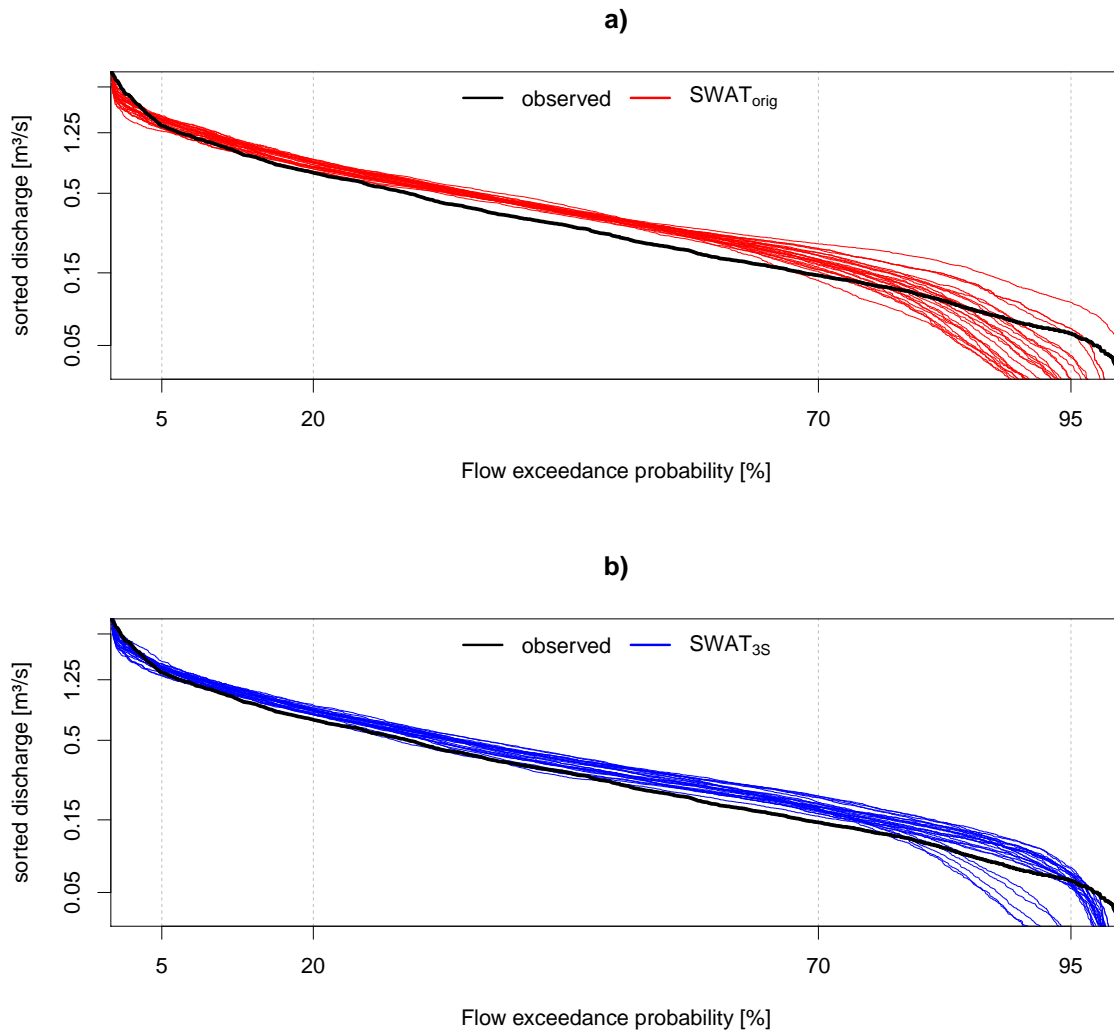 a)
observed SWATorig
sorted discharge [m³/s]
1.25
0.5
0.15
0.05
5 20 70 95
Flow exceedance probability [%]
b)
observed SWAT3S
sorted discharge [m³/s]
1.25
0.5
0.15
0.05
5 20 70 95
Flow exceedance probability [%]